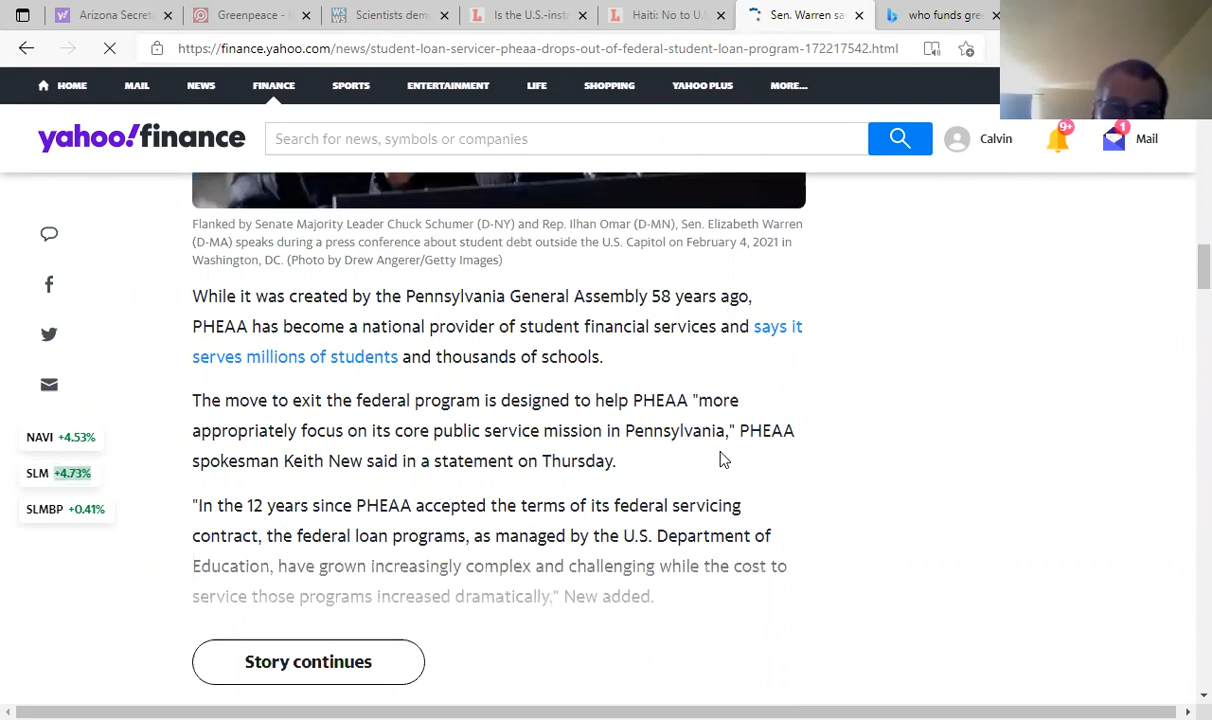 Arizona Secret
Greenpeace -
Scientists dem
Is the U.S.-inst
Haiti: No to U.S
Sen. Warren sa
who funds gre
https://finance.yahoo.com/news/student-loan-servicer-pheaa-drops-out-of-federal-student-loan-program-172217542.html
HOME MAIL NEWS FINANCE SPORTS ENTERTAINMENT LIFE SHOPPING YAHOO PLUS MORE...
yahoo!finance
Search for news, symbols or companies
Calvin
9+
1
Mail
Flanked by Senate Majority Leader Chuck Schumer (D-NY) and Rep. Ilhan Omar (D-MN), Sen. Elizabeth Warren
(D-MA) speaks during a press conference about student debt outside the U.S. Capitol on February 4, 2021 in
Washington, DC. (Photo by Drew Angerer/Getty Images)
While it was created by the Pennsylvania General Assembly 58 years ago,
PHEAA has become a national provider of student financial services and says it
serves millions of students and thousands of schools.
The move to exit the federal program is designed to help PHEAA "more
appropriately focus on its core public service mission in Pennsylvania," PHEAA
spokesman Keith New said in a statement on Thursday.
NAVI +4.53%
SLM +4.73%
SLMBP +0.41%
"In the 12 years since PHEAA accepted the terms of its federal servicing
contract, the federal loan programs, as managed by the U.S. Department of
Education, have grown increasingly complex and challenging while the cost to
service those programs increased dramatically," New added.
Story continues